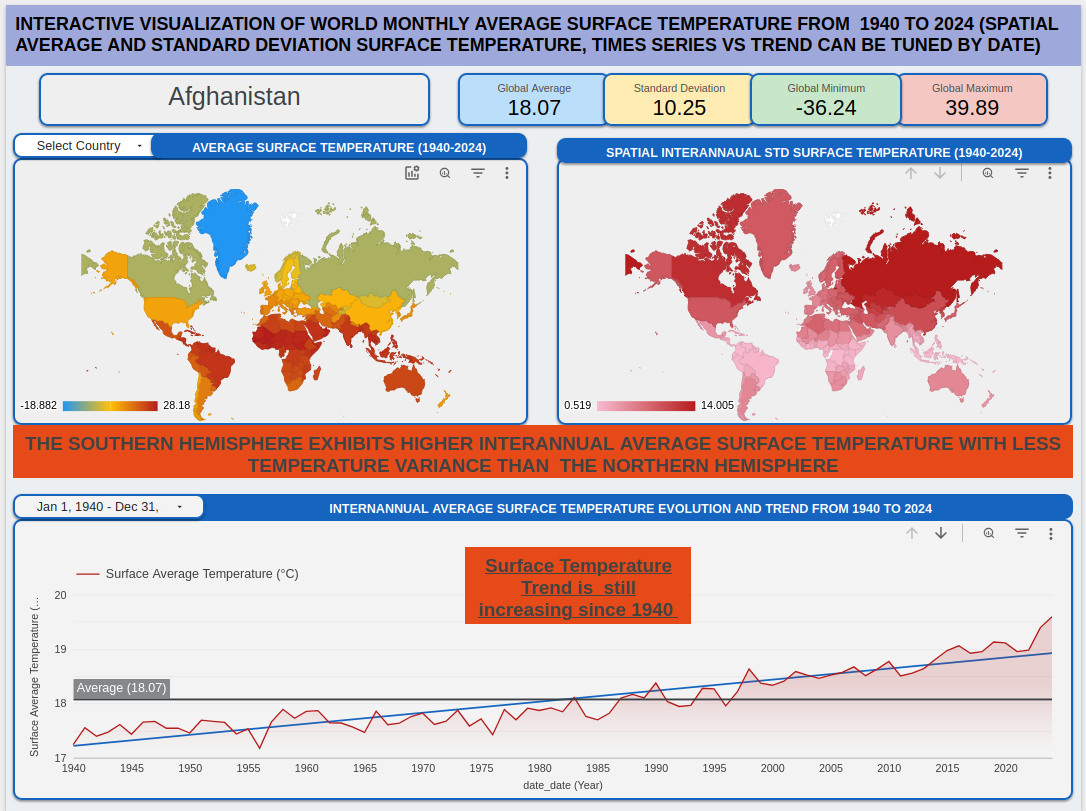 INTERACTIVE VISUALIZATION OF WORLD MONTHLY AVERAGE SURFACE TEMPERATURE FROM  1940 TO 2024 (SPATIAL
AVERAGE AND STANDARD DEVIATION SURFACE TEMPERATURE, TIMES SERIES VS TREND CAN BE TUNED BY DATE)
Afghanistan
Global Average
18.07
Standard Deviation
10.25
Global Minimum
-36.24
Global Maximum
39.89
Select Country
AVERAGE SURFACE TEMPERATURE (1940-2024)
SPATIAL INTERANNAUAL STD SURFACE TEMPERATURE (1940-2024)
-18.882
28.18
0.519
14.005
THE SOUTHERN HEMISPHERE EXHIBITS HIGHER INTERANNUAL AVERAGE SURFACE TEMPERATURE WITH LESS
TEMPERATURE VARIANCE THAN  THE NORTHERN HEMISPHERE
Jan 1, 1940 - Dec 31,
INTERNANNUAL AVERAGE SURFACE TEMPERATURE EVOLUTION AND TREND FROM 1940 TO 2024
Surface Temperature
Trend is  still
increasing since 1940
Surface Average Temperature (°C)
Surface Average Temperature (…
20
19
18
17
Average (18.07)
1940
1945
1950
1955
1960
1965
1970
1975
1980
1985
1990
1995
2000
2005
2010
2015
2020
date_date (Year)